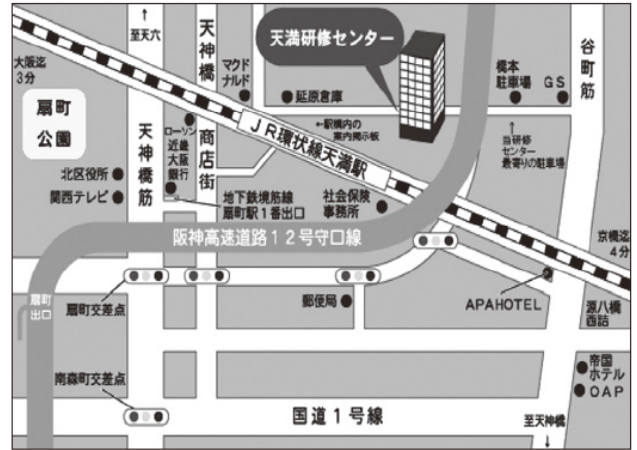 ↑
至天六
天神橋
商店街
マクド
ナルド
天満研修センター
谷町筋
大阪迄
3分
扇町
公園
延原倉庫
橋本
駐車場
GS
←駅構内の
案内掲示板
JR環状線天満駅
↑
当研修
センター
最寄りの駐車場
天神橋筋
ローソン
近畿
大阪
銀行
北区役所
関西テレビ
地下鉄境筋線
扇町駅1番出口
社会保険
事務所
京橋迄
4分
阪神高速道路12号守口線
扇町
出口
扇町交差点
郵便局
APAHOTEL
源八橋
西詰
南森町交差点
帝国
ホテル
OAP
国道1号線
至天神橋
↓